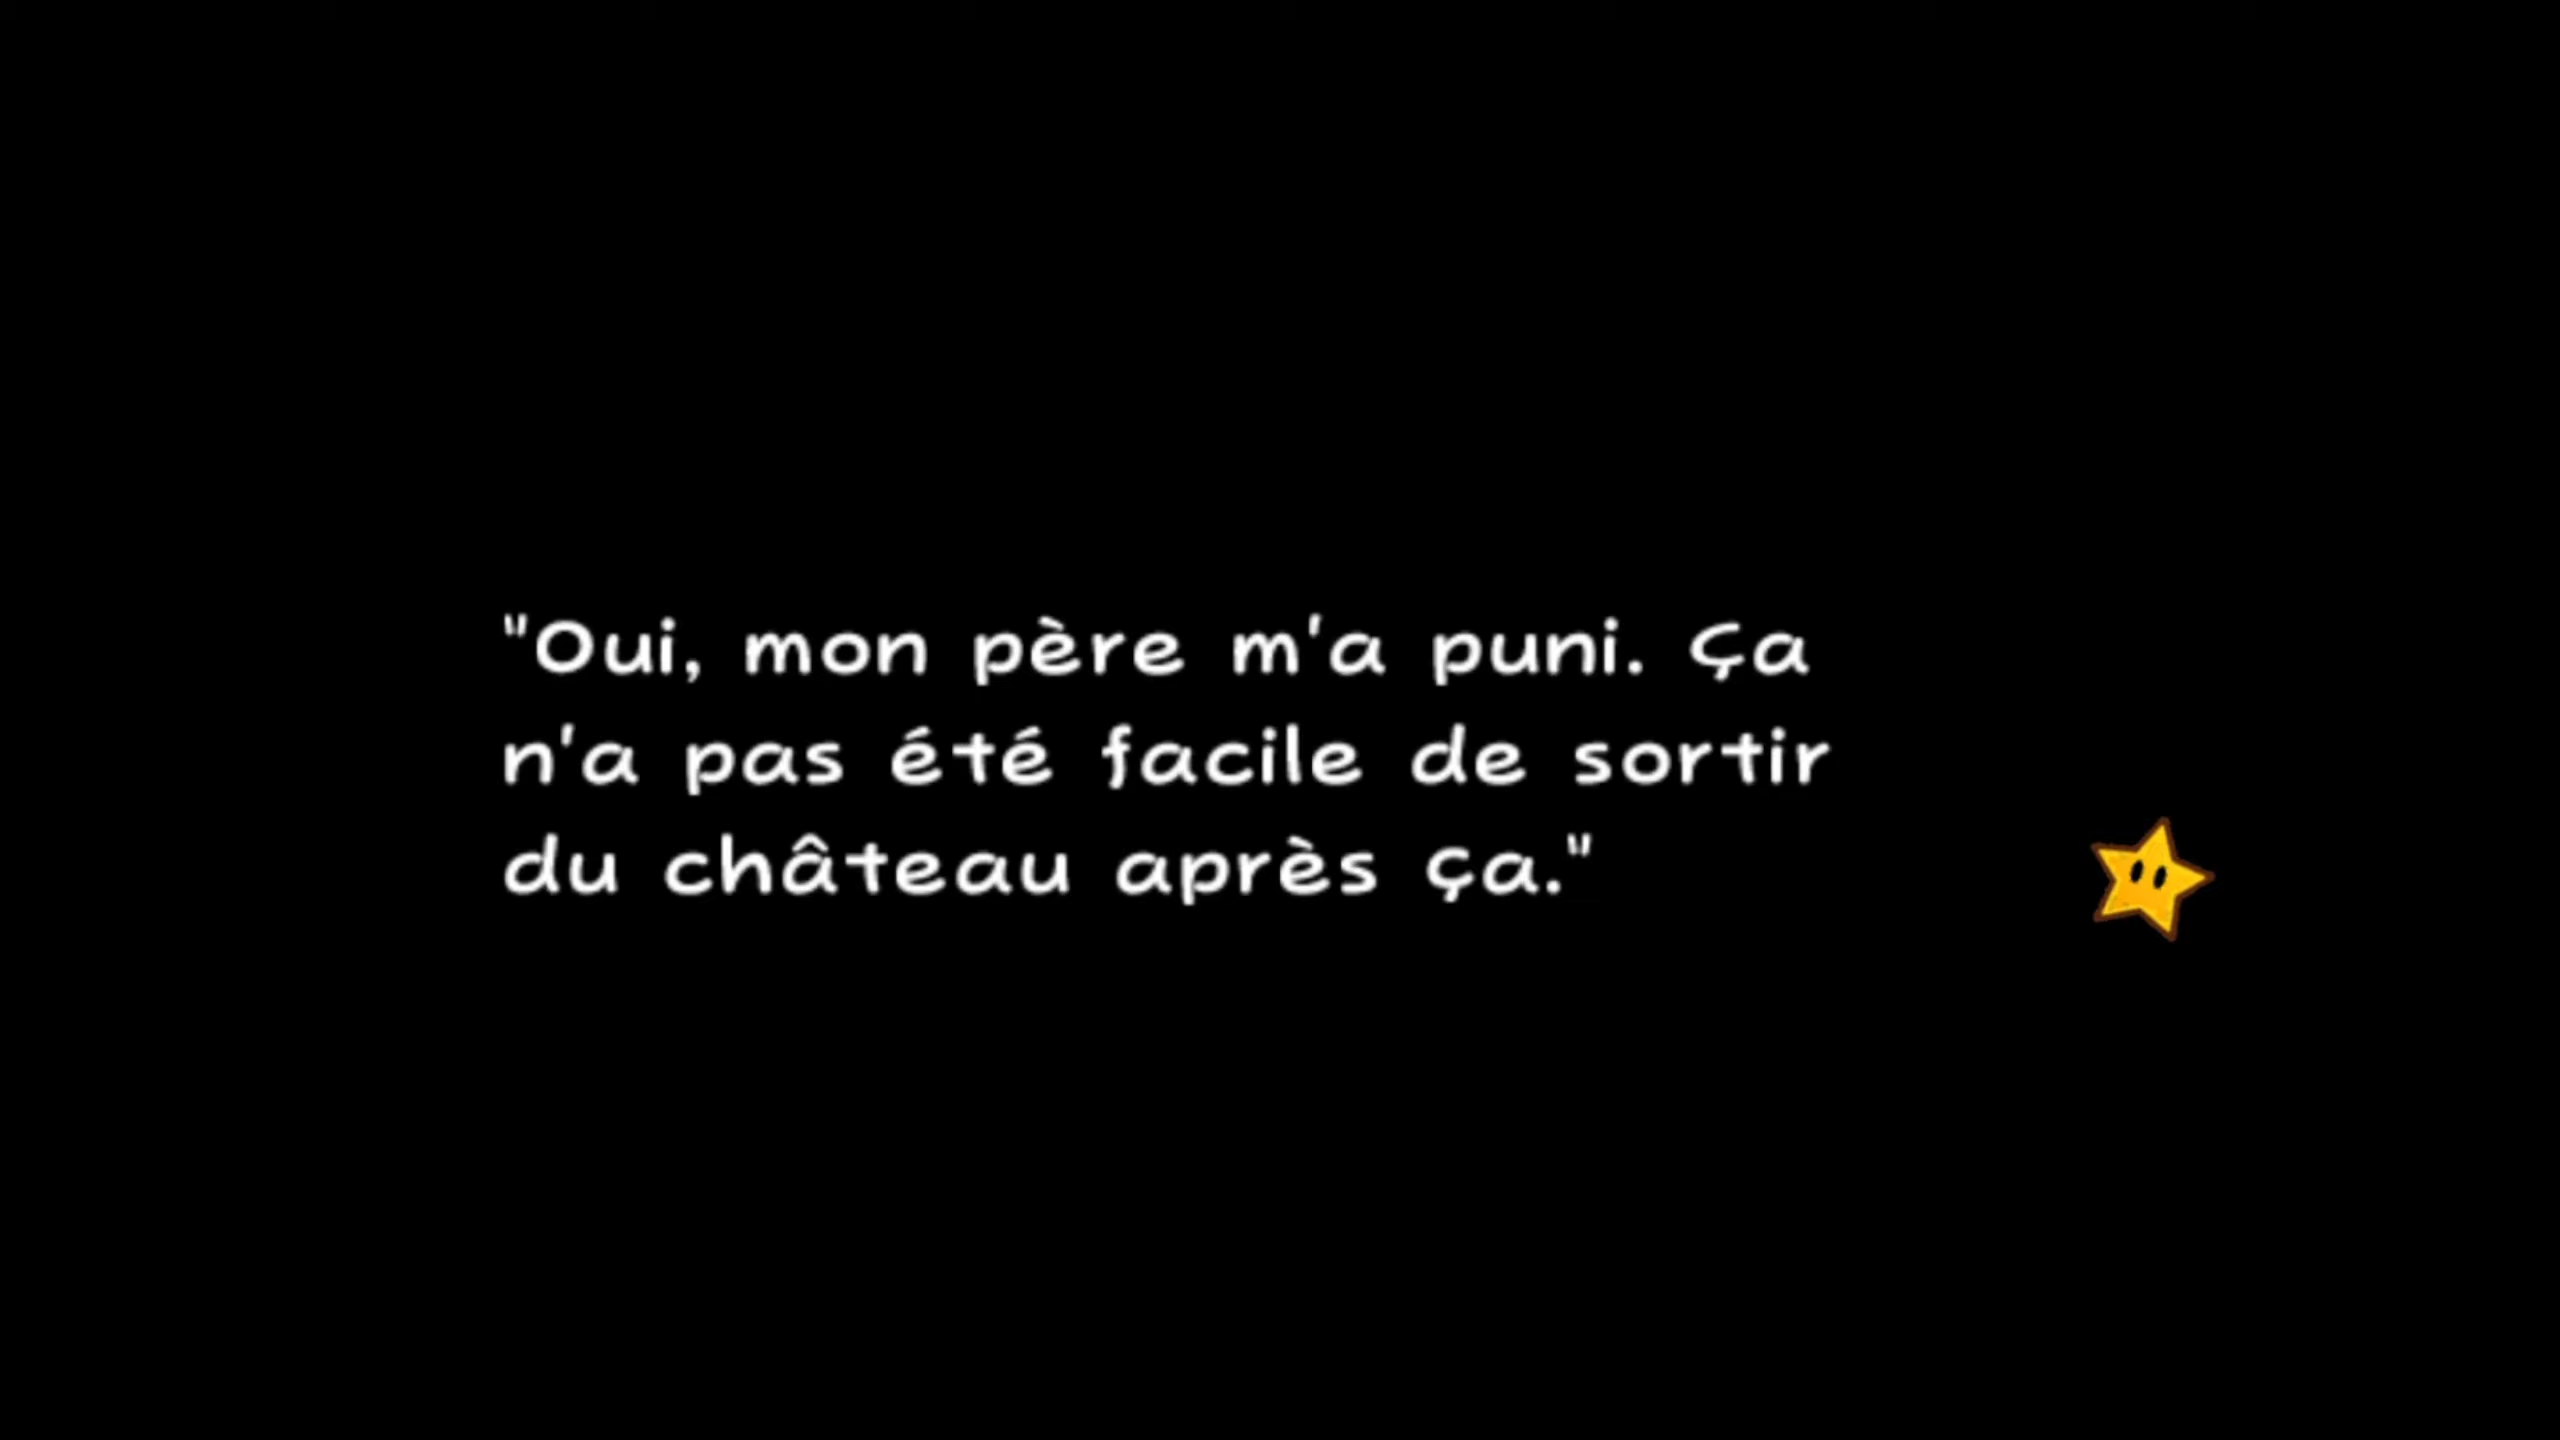 "Oui, mon père m'a puni. Ça
n'a pas été facile de sortir
du château après ça."